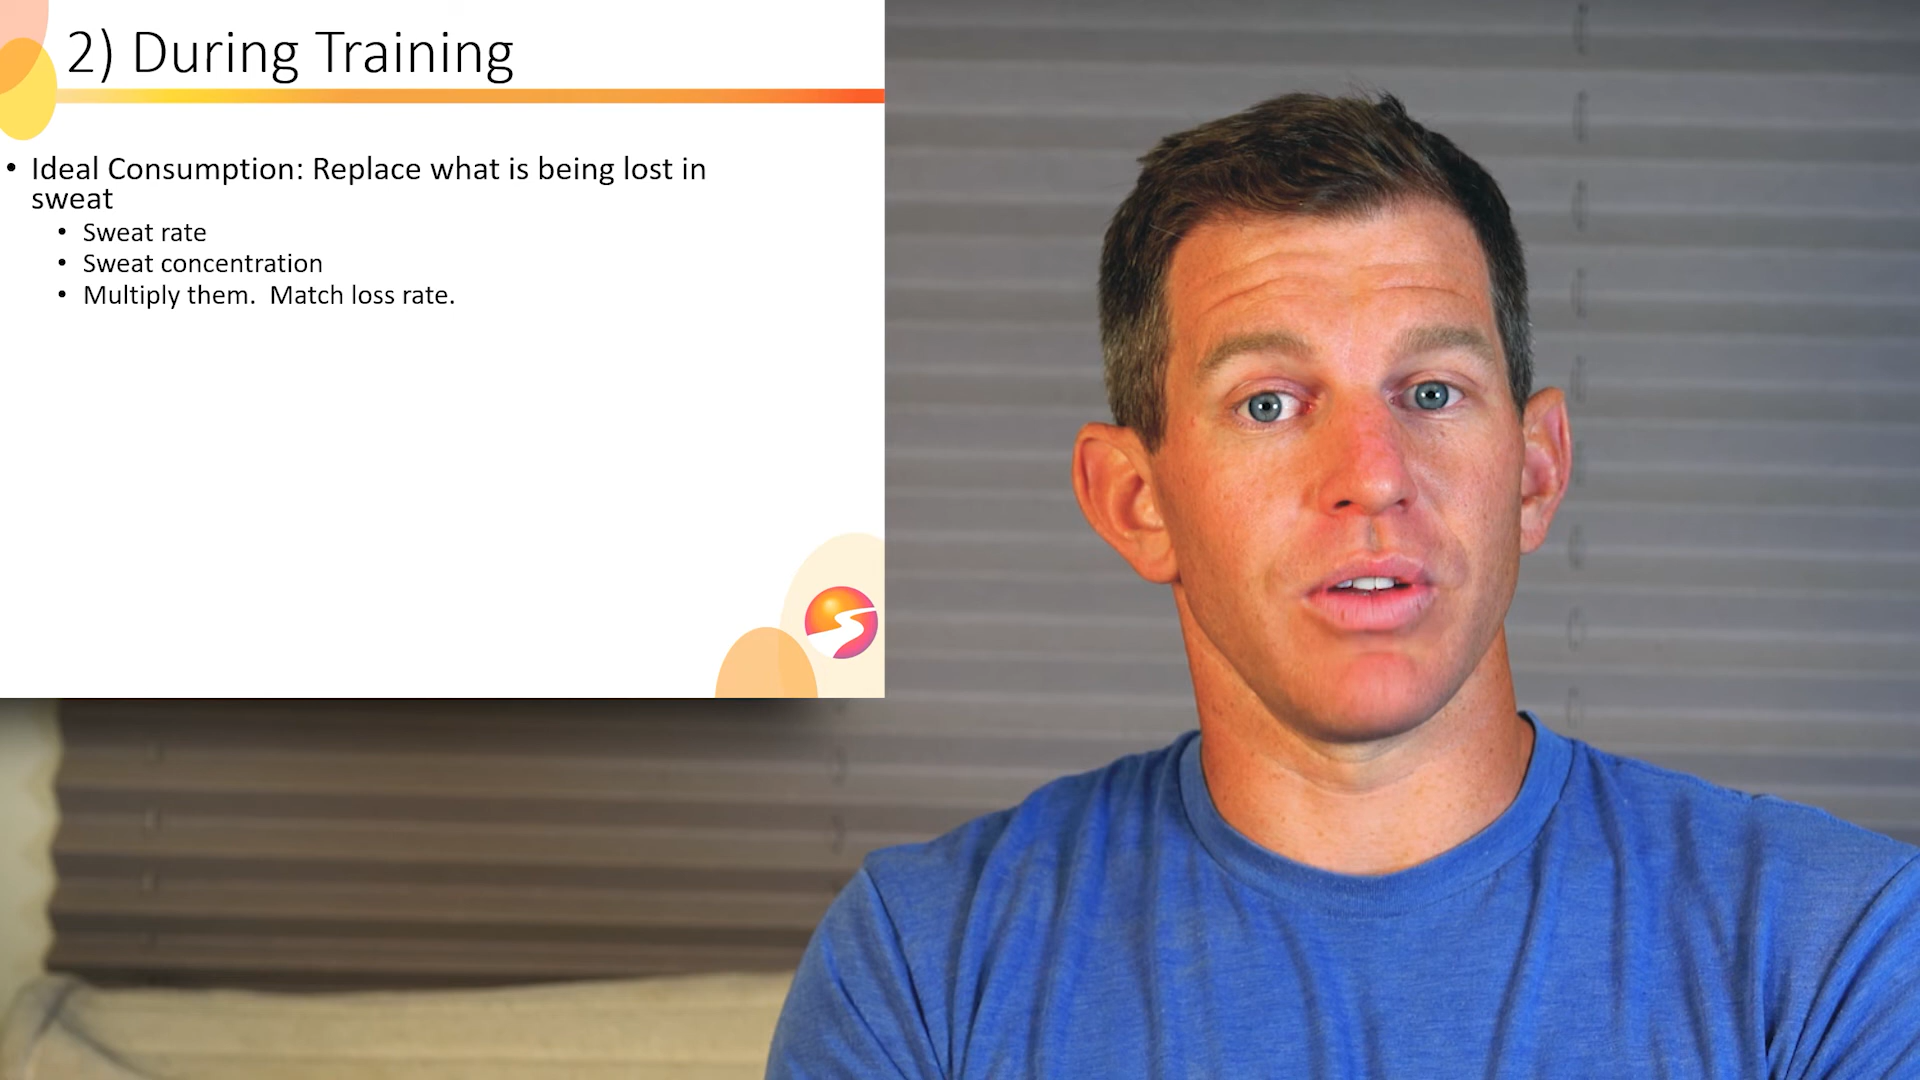 2) During Training
• Ideal Consumption: Replace what is being lost in
sweat
• Sweat rate
• Sweat concentration
• Multiply them.  Match loss rate.